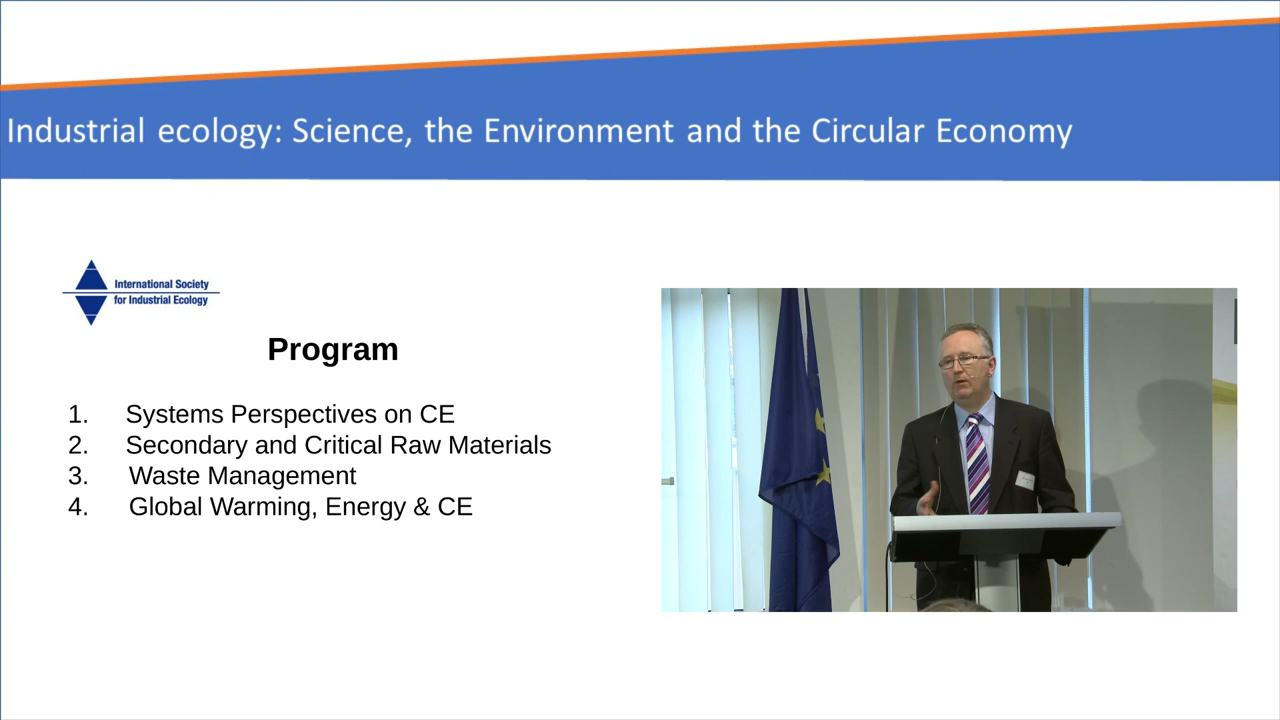 Industrial ecology: Science, the Environment and the Circular Economy
International Society
for Industrial Ecology
Program
1. Systems Perspectives on CE
2. Secondary and Critical Raw Materials
3. Waste Management
4. Global Warming, Energy & CE